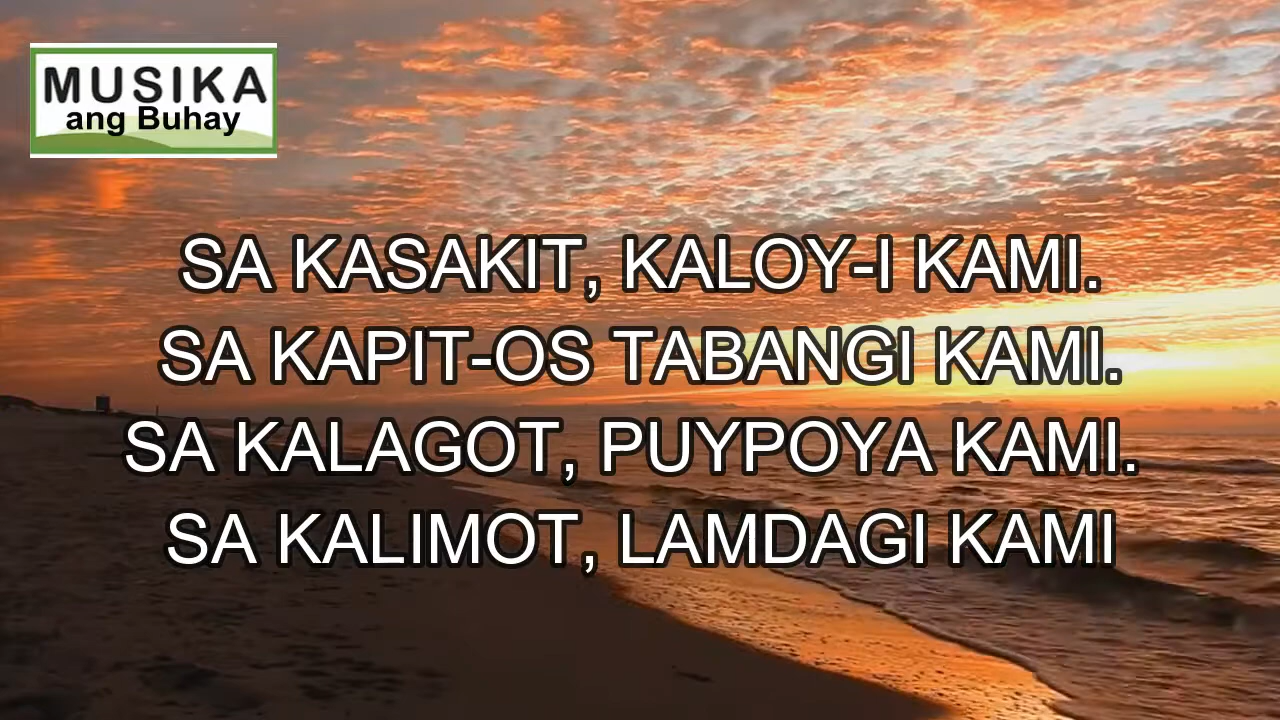 MUSIKA
ang Buhay
SA KASAKIT, KALOY-I KAMI.
SA KAPIT-OS TABANGI KAMI.
SA KALAGOT, PUYPOYA KAMI.
SA KALIMOT, LAMDAGI KAMI